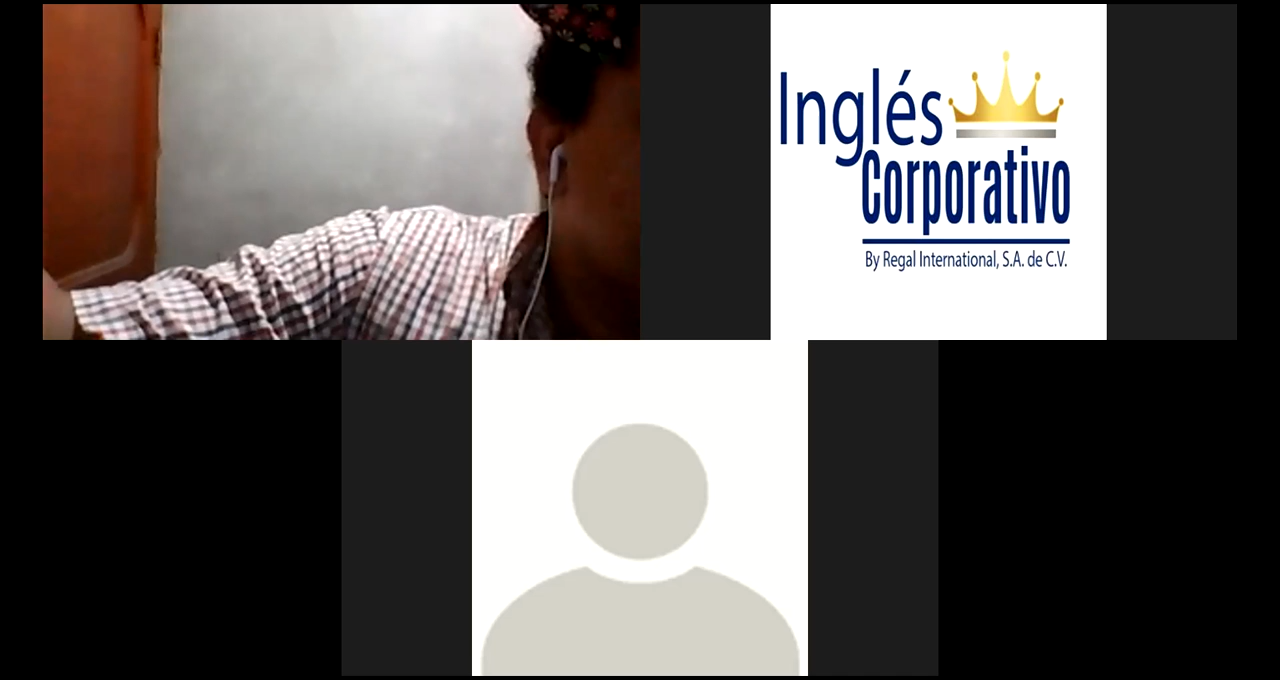 Inglés
Corporativo
By Regal International, S.A. de C.V.